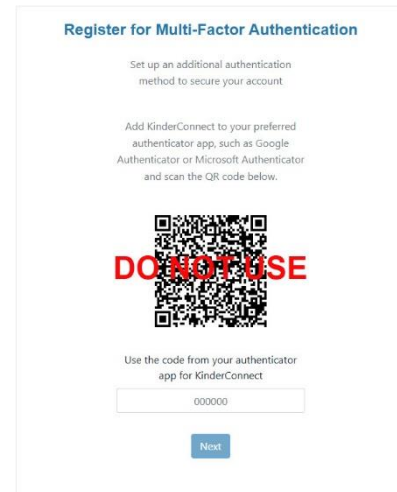 Register for Multi-Factor Authentication
Set up an additional authentication
method to secure your account
Add KinderConnect to your preferred
authenticator app, such as Google
Authenticator or Microsoft Authenticator
and scan the QR code below.
DO NOT USE
Use the code from your authenticator
app for KinderConnect
000000
Next